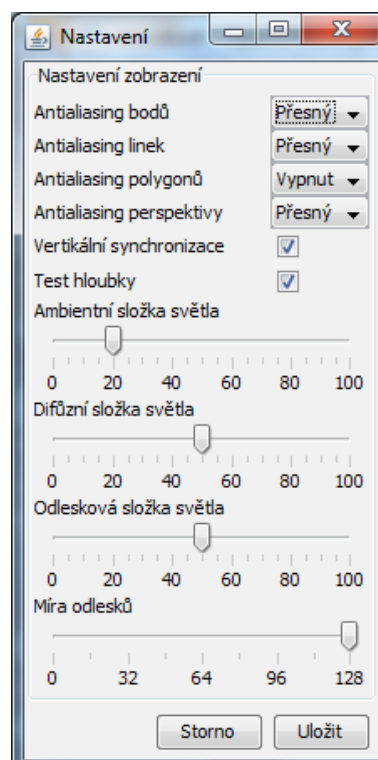 Nastavení
Nastavení zobrazení
Antialiasing bodů Přesný
Antialiasing linek Přesný
Antialiasing polygonů Vypnut
Antialiasing perspektivy Přesný
Vertikální synchronizace
Test hloubky
Ambientní složka světla
0 20 40 60 80 100
Difůzní složka světla
0 20 40 60 80 100
Odlesková složka světla
0 20 40 60 80 100
Míra odlesků
0 32 64 96 128
Storno Uložit